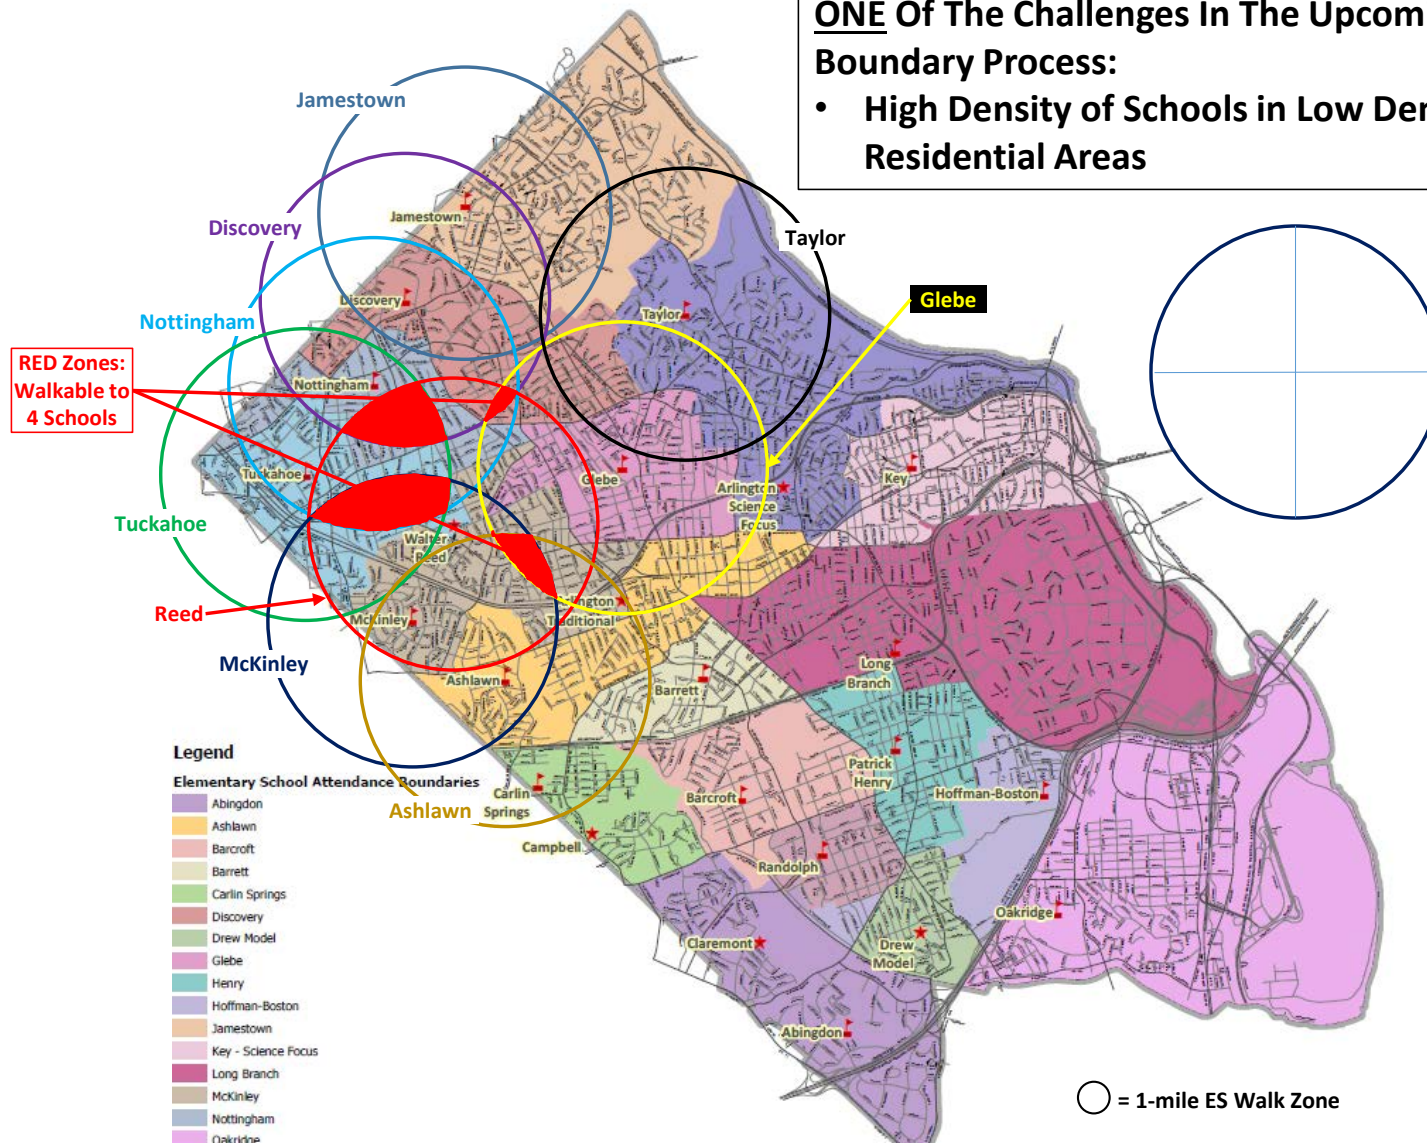 ONE Of The Challenges In The Upcom
Boundary Process:
• High Density of Schools in Low Der
Residential Areas
Jamestown
Discovery
Nottingham
RED Zones:
Walkable to
4 Schools
Tuckahoe
Reed
McKinley
Ashlawn
Taylor
Glebe
Jamestown
Discovery
Taylor
Nottingham
Tuckahoe
Glebe
Key
Arlington
Science
Focus
Walter
Reed
McKinley
Arlington
Traditional
Ashlawn
Barrett
Long
Branch
Patrick
Henry
Hoffman-Boston
Carlin
Springs
Barcroft
Campbell
Randolph
Claremont
Drew
Model
Oakridge
Abingdon
Legend
Elementary School Attendance Boundaries
Abingdon
Ashlawn
Barcroft
Barrett
Carlin Springs
Discovery
Drew Model
Glebe
Henry
Hoffman-Boston
Jamestown
Key - Science Focus
Long Branch
McKinley
Nottingham
Oakridge
= 1-mile ES Walk Zone